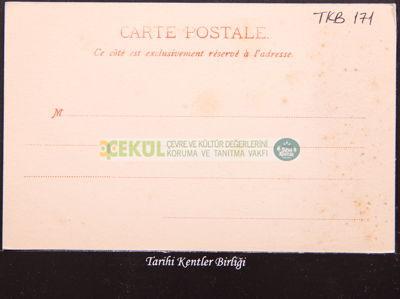 TKB 171
CARTE POSTALE.
Ce côté est exclusivement réservé à l'adresse.
M
ÇEKÜL
ÇEVRE VE KÜLTÜR DEĞERLERİNİ
KORUMA VE TANITMA VAKFI
Tarihi Kentler Birliği